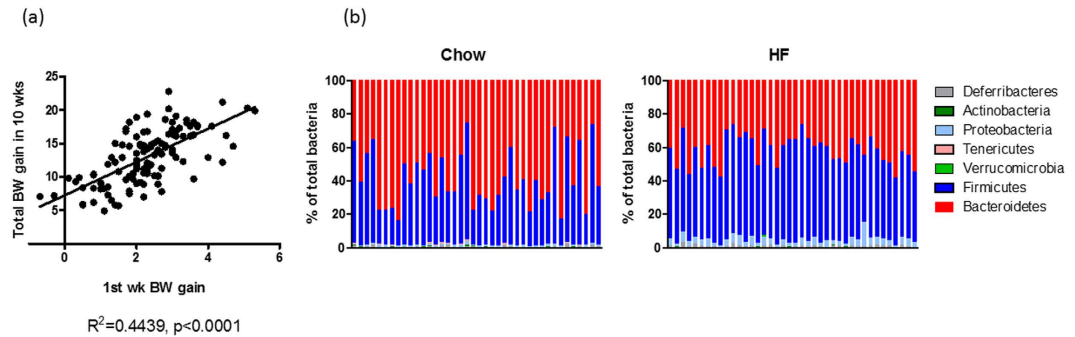 (a)
(b)
Total BW gain in 10 wks
25
20
15
10
5
0
2
4
6
1st wk BW gain
R²=0.4439, p<0.0001
Chow
% of total bacteria
100
80
60
40
20
0
HF
% of total bacteria
100
80
60
40
20
0
Deferribacteres
Actinobacteria
Proteobacteria
Tenericutes
Verrucomicrobia
Firmicutes
Bacteroidetes